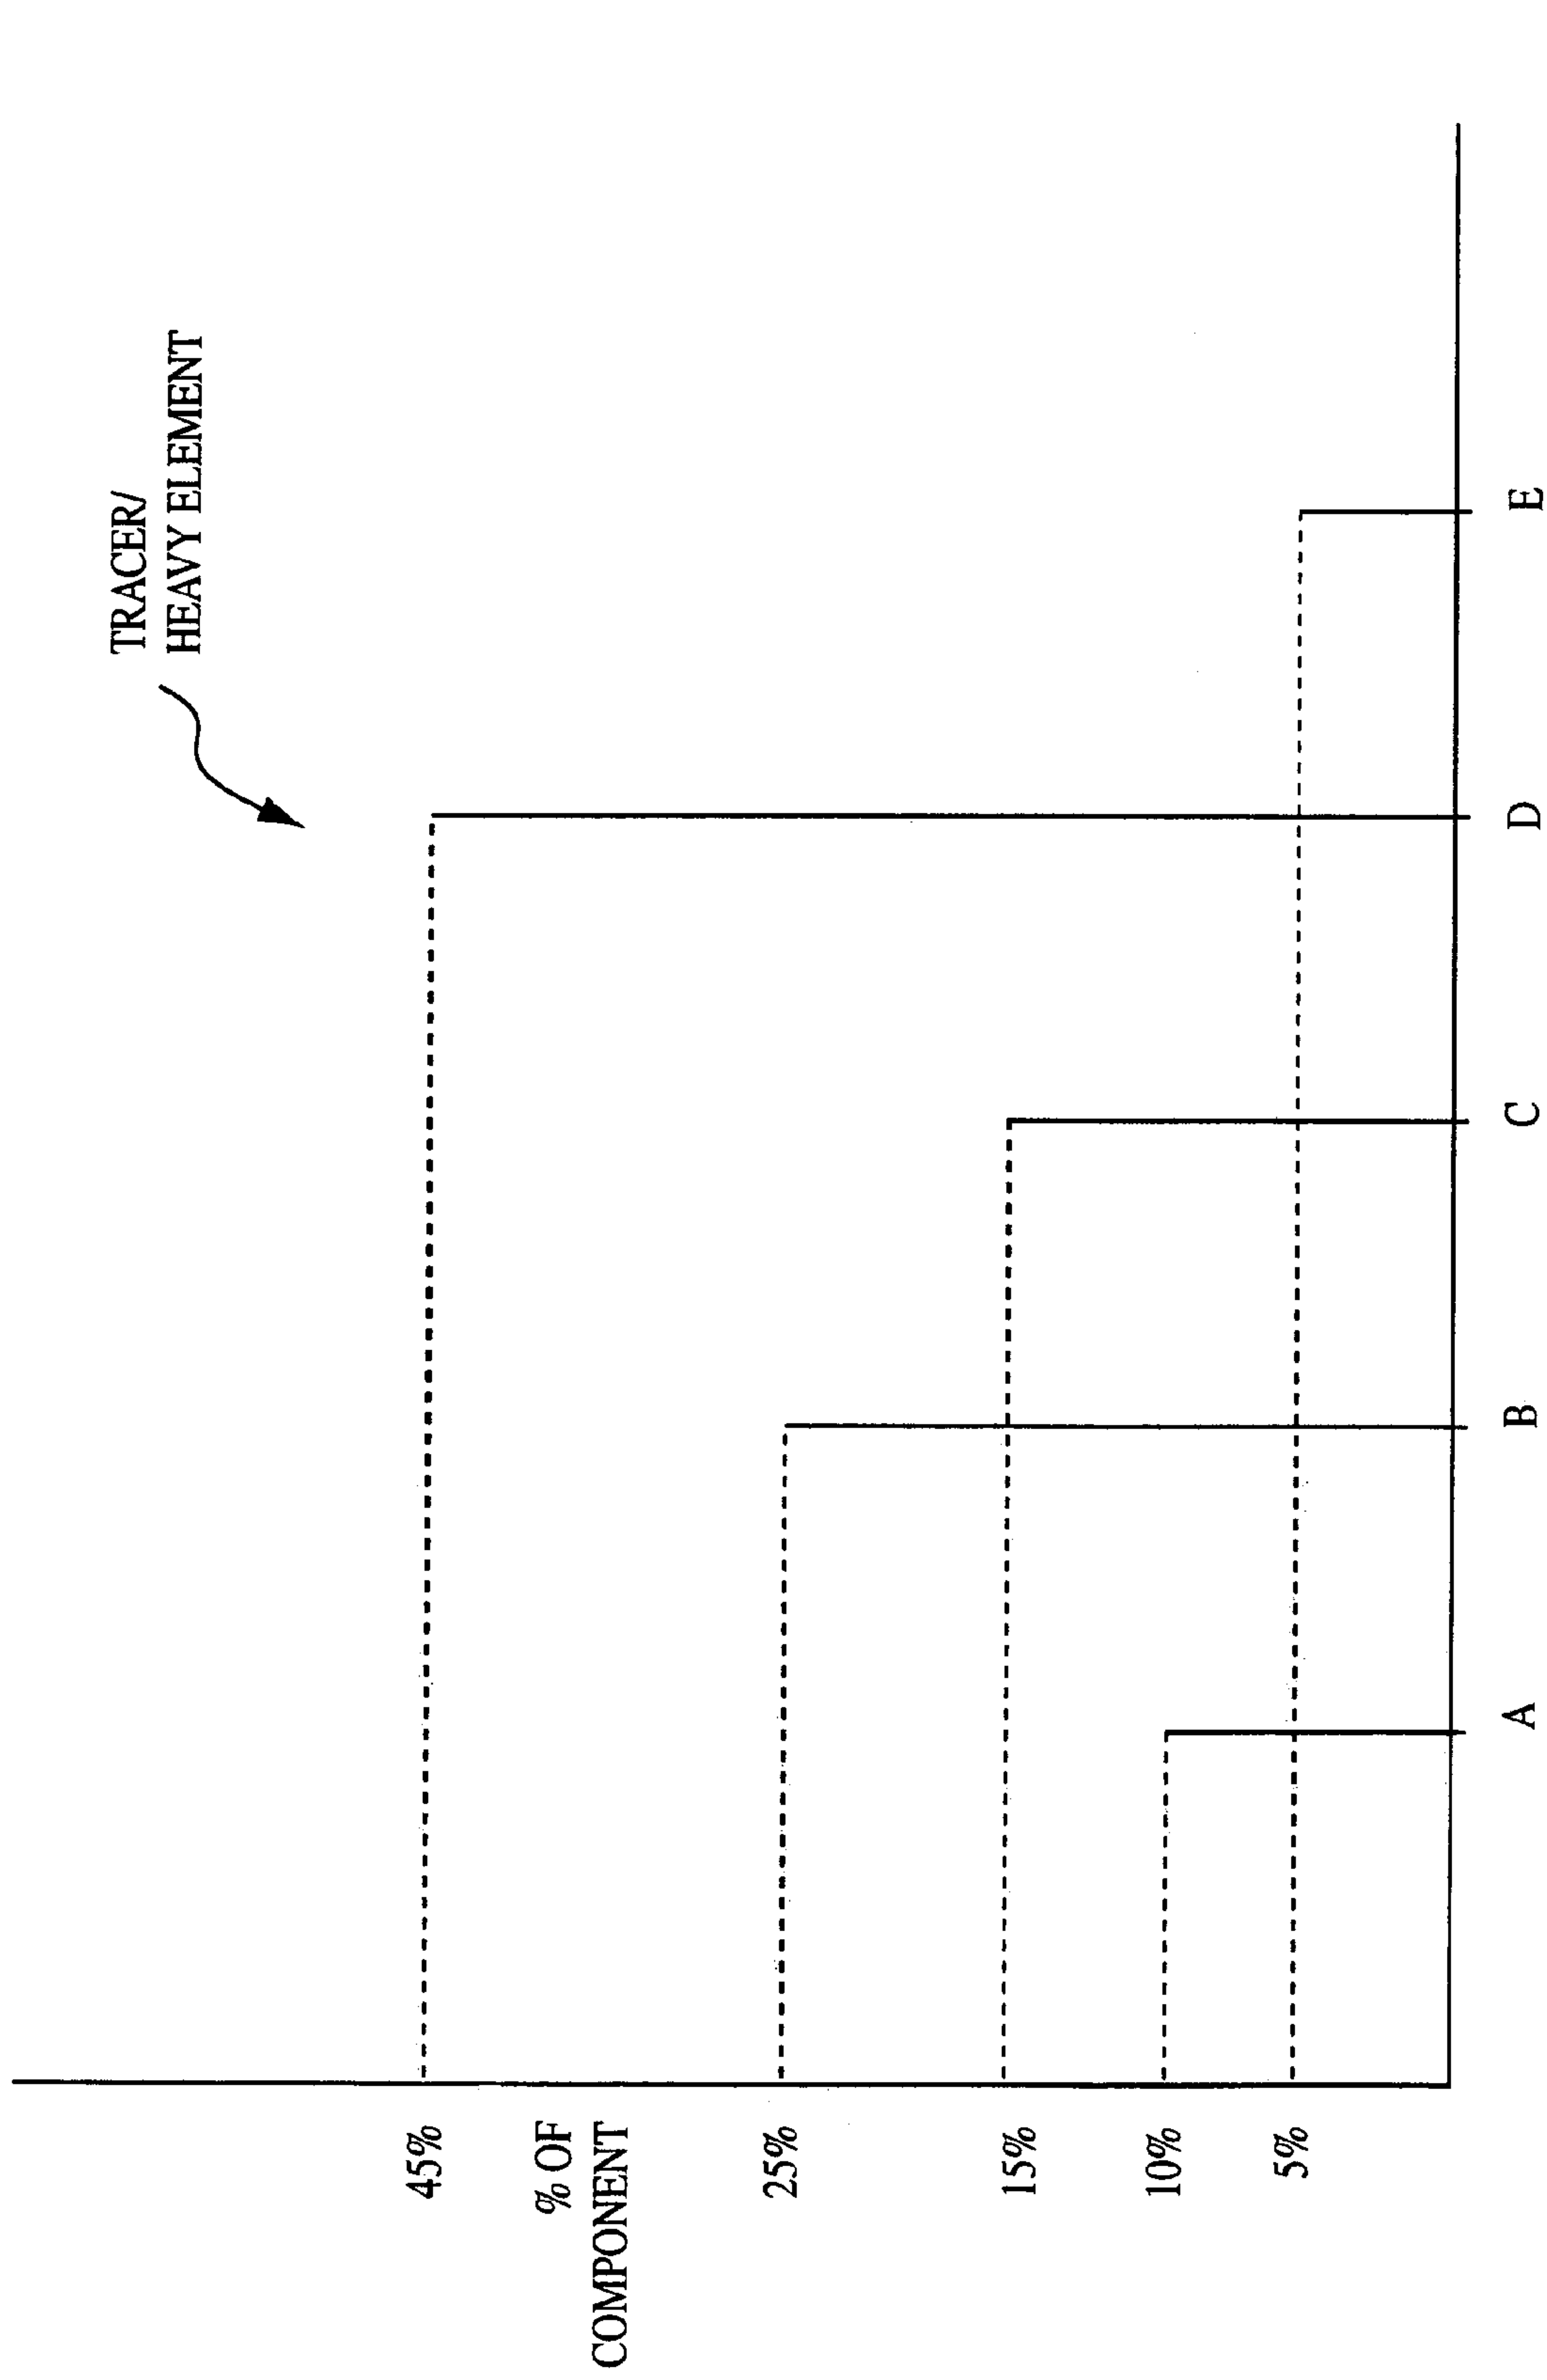 TRACER/
HEAVY ELEMENT
45%
% OF
COMPONENT
25%
15%
10%
5%
A
B
C
D
E